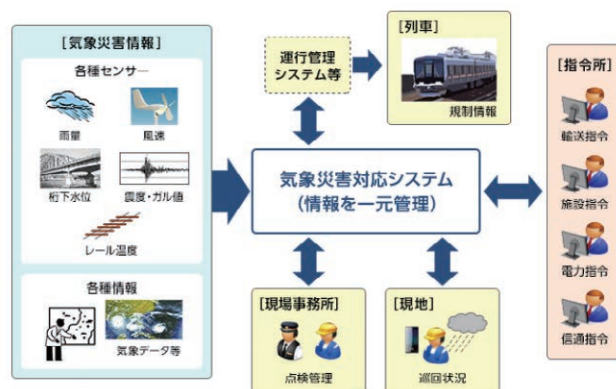 [気象災害情報]
各種センサー
雨量
風速
桁下水位
震度・ガル値
レール温度
各種情報
気象データ等
運行管理
システム等
[列車]
規制情報
気象災害対応システム
(情報を一元管理)
[現場事務所]
点検管理
[現地]
巡回状況
[指令所]
輸送指令
施設指令
電力指令
信通指令